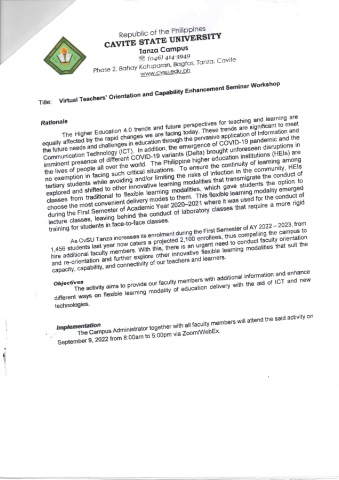 Republic of the Philippines
CAVITE STATE UNIVERSITY
Tanza Campus
☎ (046) 414-3949
Phase 2, Bahay Katuparan, Bagtas, Tanza, Cavite
www.cvsu.edu.ph
Title: Virtual Teachers' Orientation and Capability Enhancement Seminar Workshop
Rationale
The Higher Education 4.0 trends and future perspectives for teaching and learning are
equally affected by the rapid changes we are facing today. These trends are significant to meet
the future needs and challenges in education through the pervasive application of Information and
Communication Technology (ICT). In addition, the emergence of COVID-19 pandemic and the
imminent presence of different COVID-19 variants (Delta) brought unforeseen disruptions in
the lives of people all over the world. The Philippine higher education institutions (HEIs) are
no exemption in facing such critical situations. To ensure the continuity of learning among
tertiary students while avoiding and/or limiting the risks of infection in the community, HEIs
explored and shifted to other innovative learning modalities that transmigrate the conduct of
classes from traditional to flexible learning modalities, which gave students the option to
choose the most convenient delivery modes to them. This flexible learning modality emerged
during the First Semester of Academic Year 2020-2021 where it was used for the conduct of
lecture classes, leaving behind the conduct of laboratory classes that require a more rigid
training for students in face-to-face classes.
As CvSU Tanza increases its enrolment during the First Semester of AY 2022 – 2023, from
1,456 students last year now caters a projected 2,100 enrollees, thus compelling the campus to
hire additional faculty members. With this, there is an urgent need to conduct faculty orientation
and re-orientation and further explore other innovative flexible learning modalities that suit the
capacity, capability, and connectivity of our teachers and learners.
Objectives
The activity aims to provide our faculty members with additional information and enhance
different ways on flexible learning modality of education delivery with the aid of ICT and new
technologies.
Implementation
The Campus Administrator together with all faculty members will attend the said activity on
September 9, 2022 from 8:00am to 5:00pm via Zoom/WebEx.